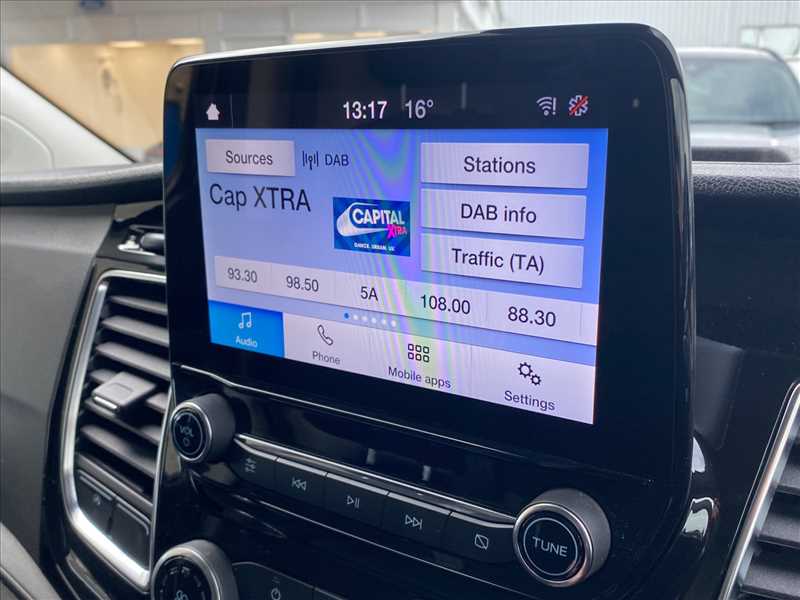 13:17 16°
Sources DAB
Stations
Cap XTRA
CAPITAL
XTRA
DANCE. URBAN. UK
DAB info
Traffic (TA)
93.30 98.50 5A 108.00 88.30
Audio Phone Mobile apps Settings
VOL
TUNE